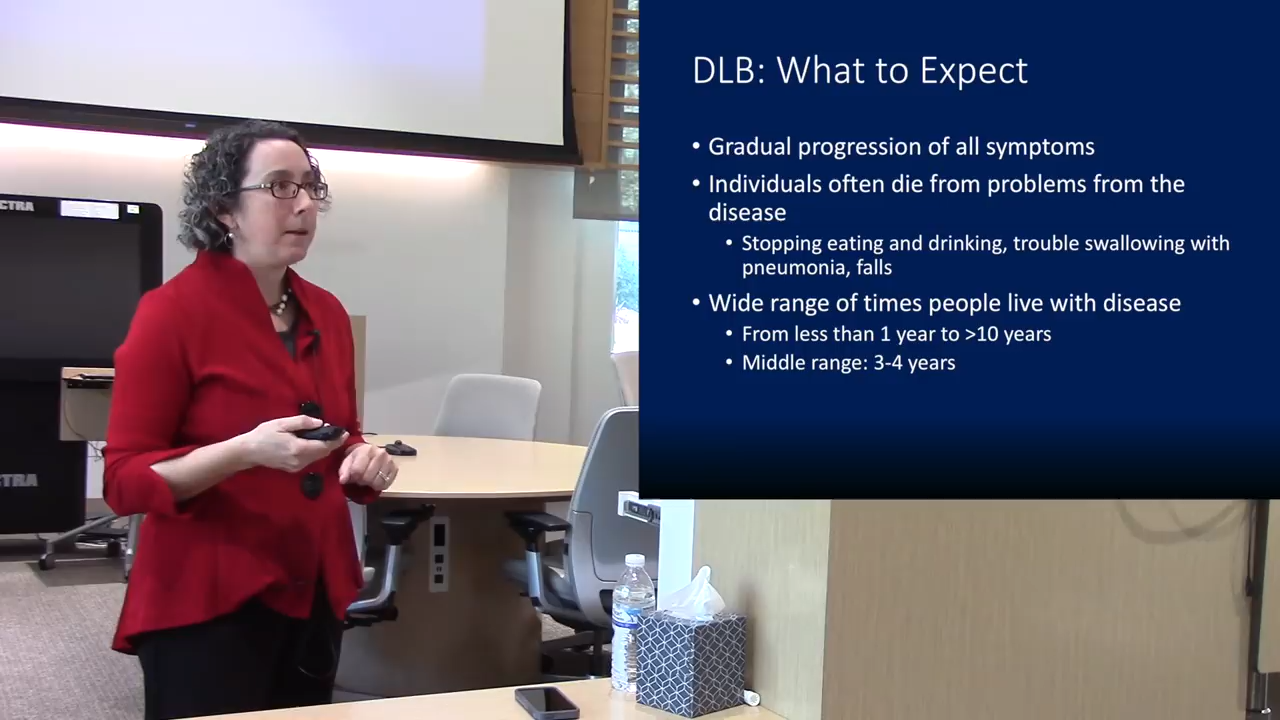 DLB: What to Expect
• Gradual progression of all symptoms
• Individuals often die from problems from the
disease
• Stopping eating and drinking, trouble swallowing with
pneumonia, falls
• Wide range of times people live with disease
• From less than 1 year to >10 years
• Middle range: 3-4 years
CTRA
TRA